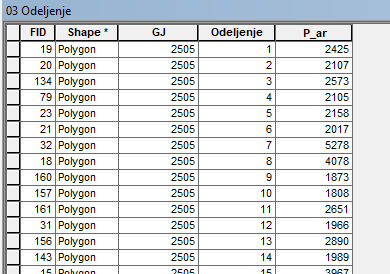 03 Odeljenje
FID Shape * GJ Odeljenje P_ar
19 Polygon 2505 1 2425
20 Polygon 2505 2 2107
134 Polygon 2505 3 2573
79 Polygon 2505 4 2105
23 Polygon 2505 5 2158
21 Polygon 2505 6 2017
32 Polygon 2505 7 5278
18 Polygon 2505 8 4078
160 Polygon 2505 9 1873
157 Polygon 2505 10 1808
161 Polygon 2505 11 2651
31 Polygon 2505 12 1966
156 Polygon 2505 13 2890
143 Polygon 2505 14 1989
15 Polygon 2505 15 3967